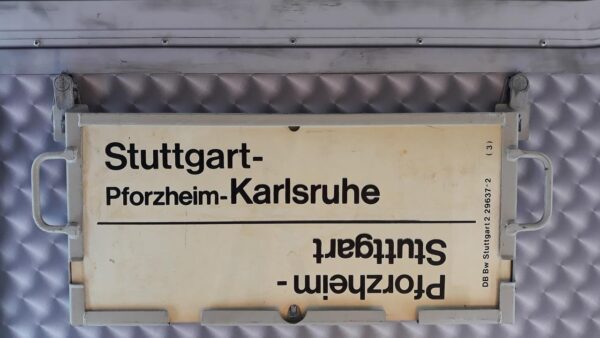 Stuttgart-
Pforzheim-Karlsruhe
Pforzheim-
Stuttgart
DB Bw Stuttgart 2 29637-2 (3)